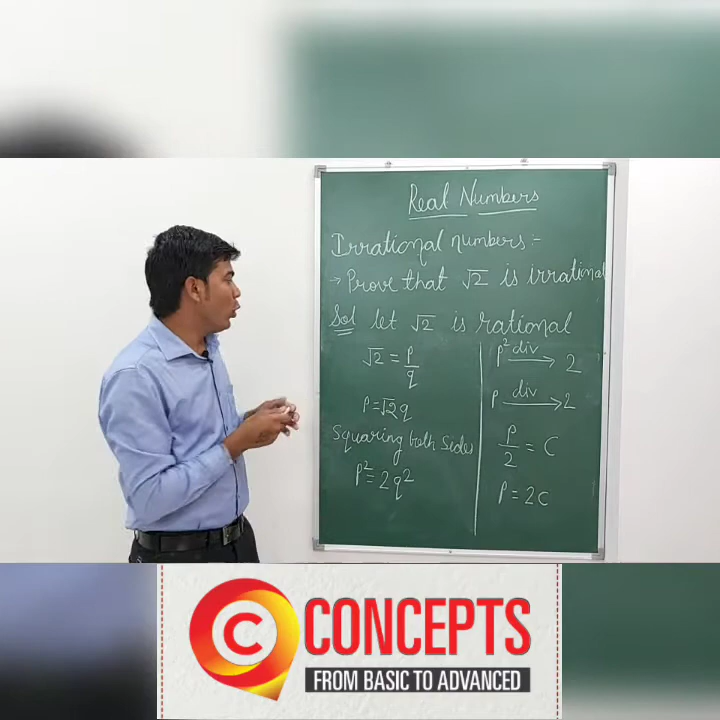 Real Numbers
Irrational numbers:-
→ Prove that √2 is irrational
Sol let √2 is rational
√2 = p/q
p = √2q
Squaring both sides
p² = 2q²
p² div → 2
p div → 2
p/2 = C
p = 2C
C CONCEPTS
FROM BASIC TO ADVANCED